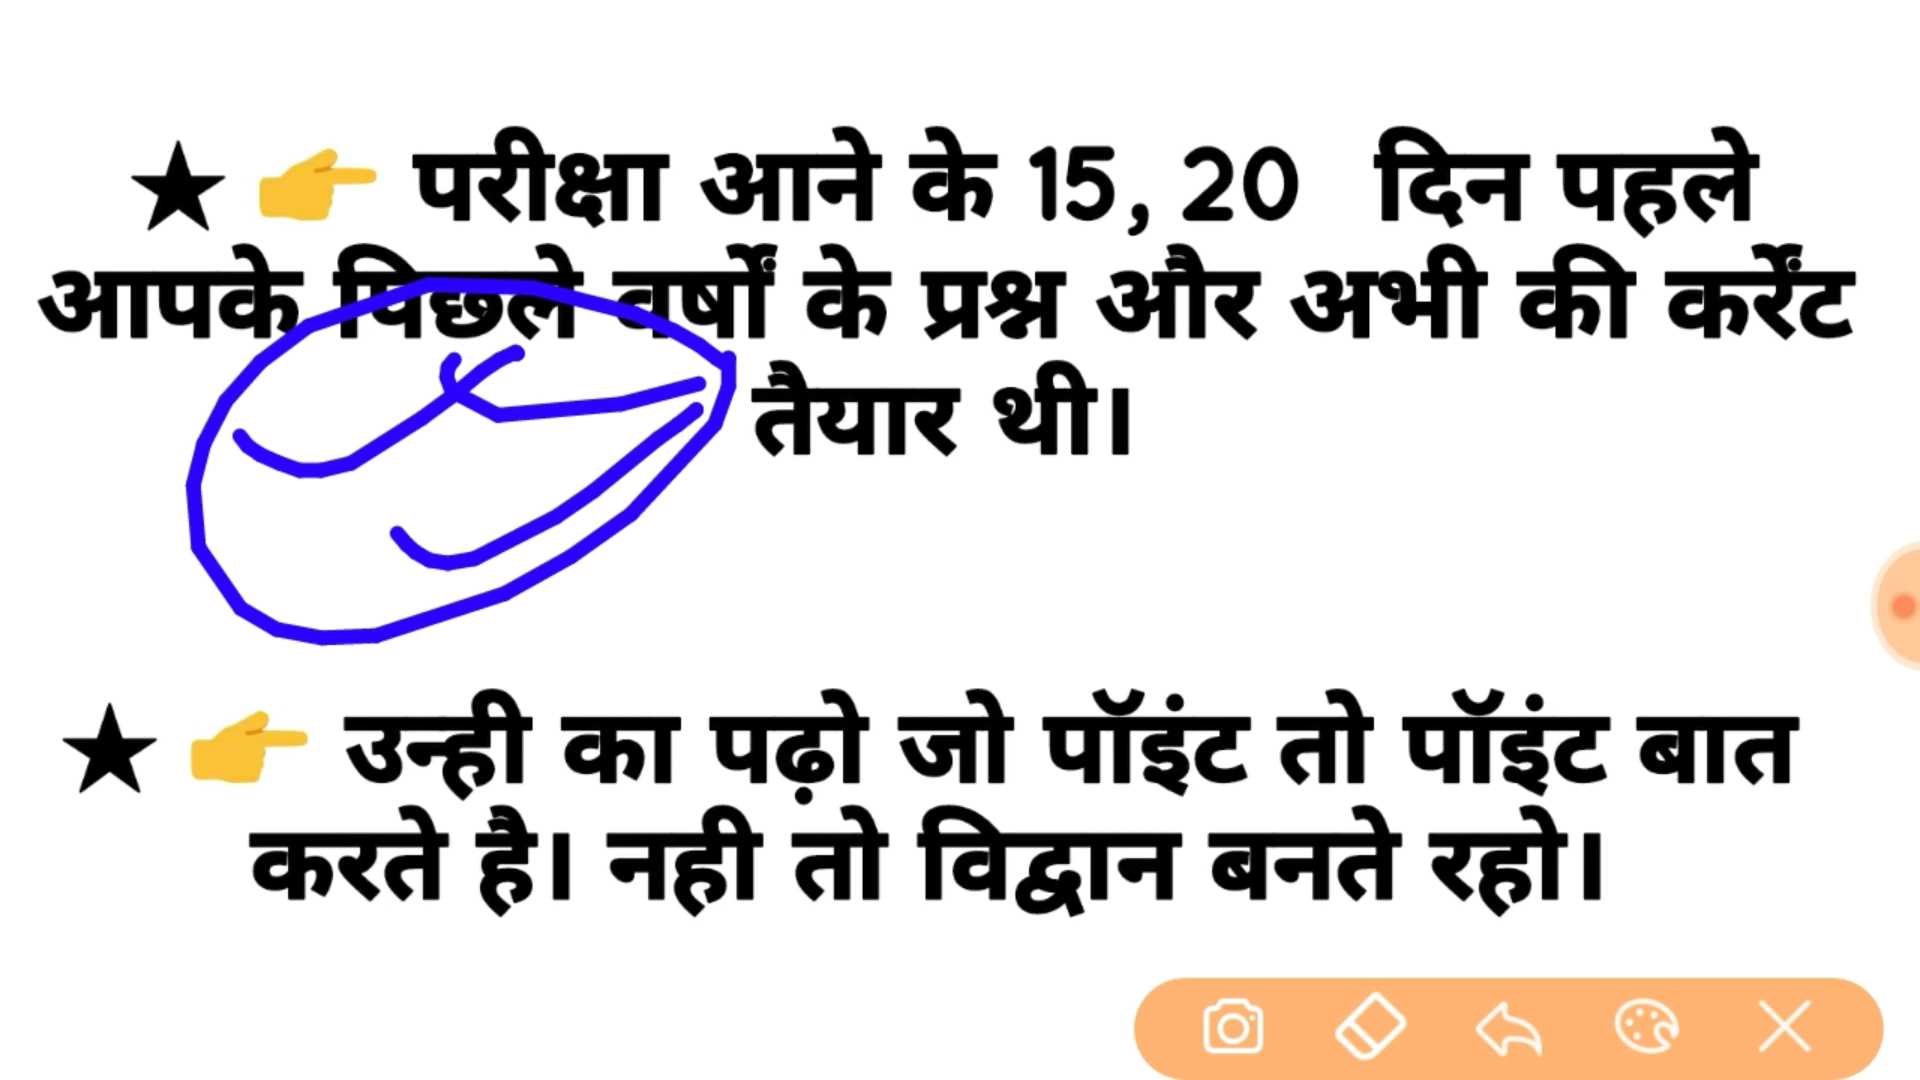 ★ 👉 परीक्षा आने के 15, 20 दिन पहले
आपके पिछले वर्षों के प्रश्न और अभी की कर्रेंट
तैयार थी।
★ 👉 उन्ही का पढ़ो जो पॉइंट तो पॉइंट बात
करते है। नही तो विद्वान बनते रहो।